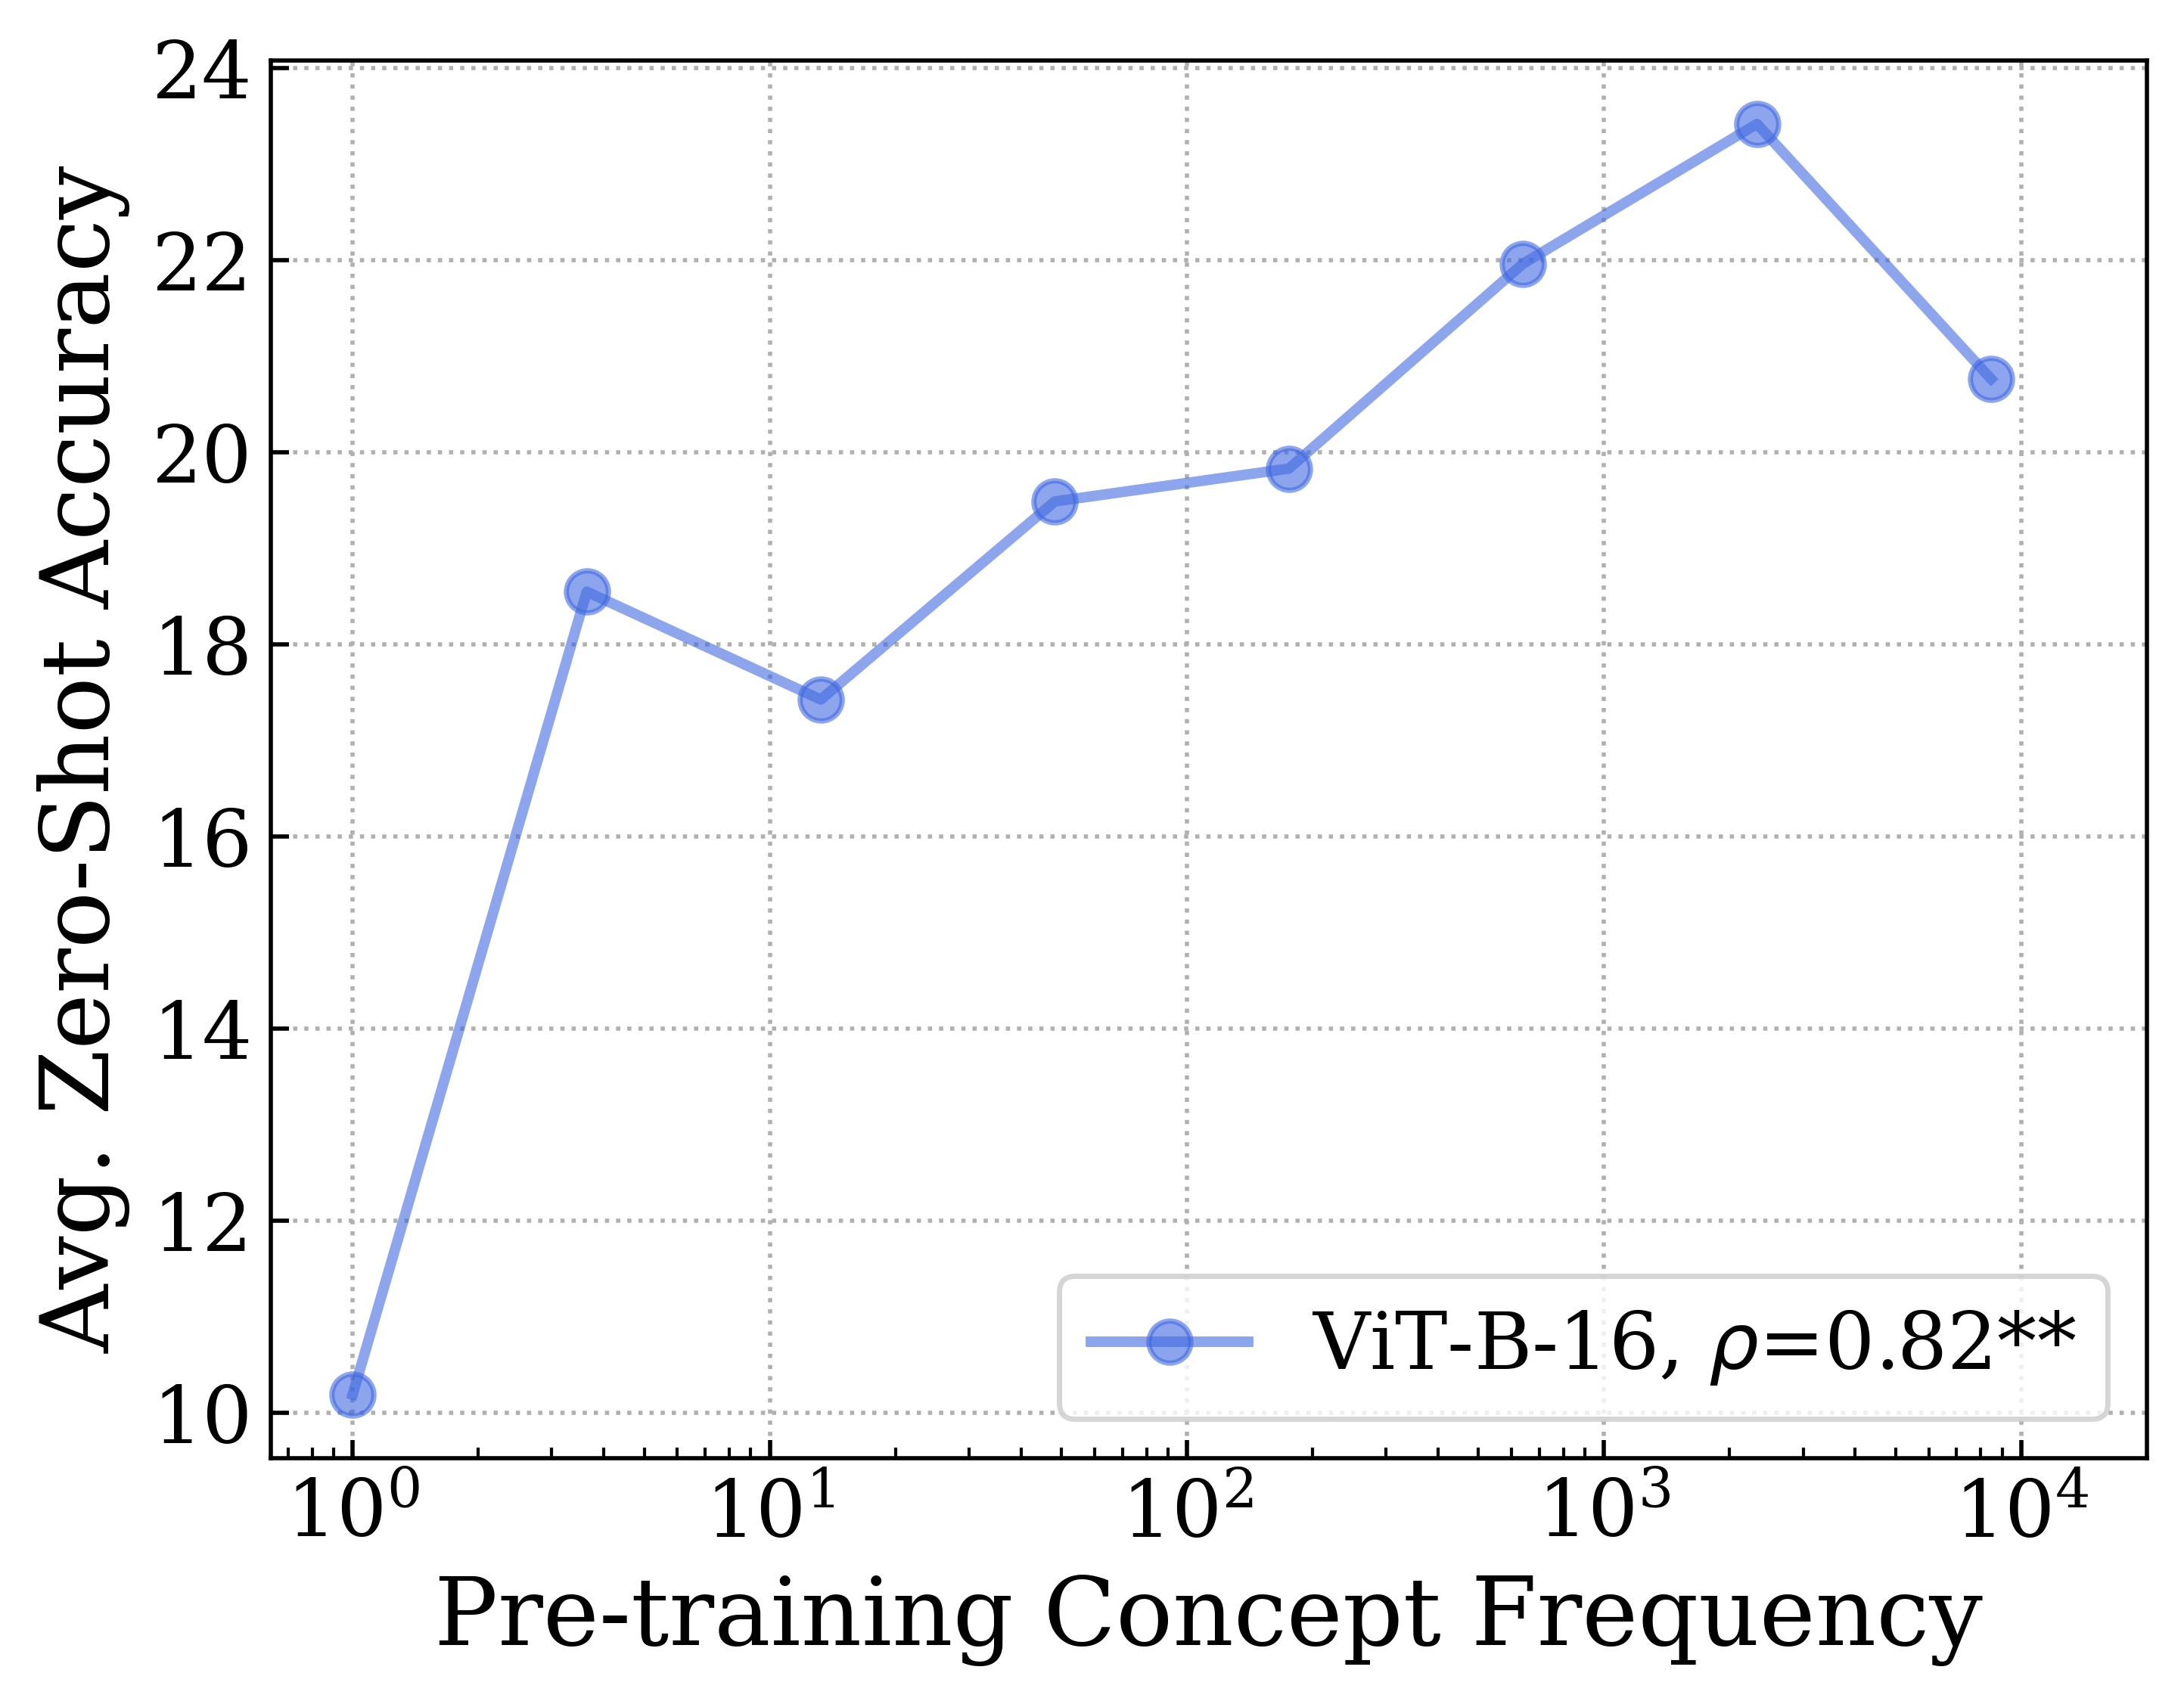 Avg. Zero-Shot Accuracy
24
22
20
18
16
14
12
10
ViT-B-16, ρ=0.82**
10⁰ 10¹ 10² 10³ 10⁴
Pre-training Concept Frequency